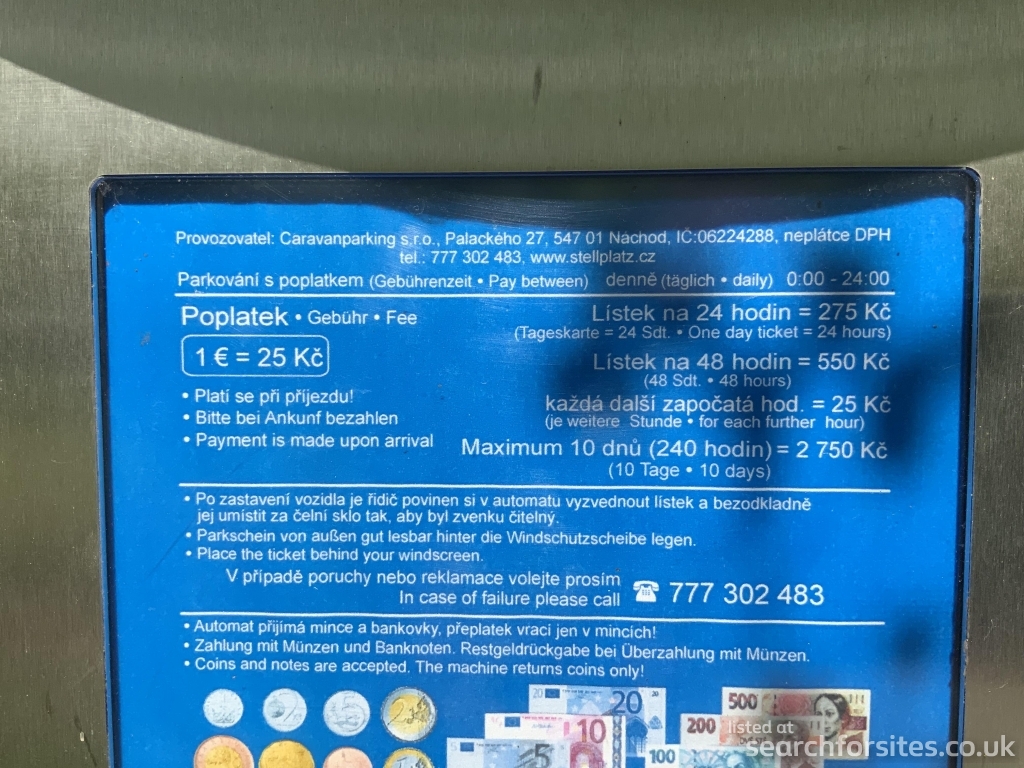 Provozovatel: Caravanparking s.r.o., Palackého 27, 547 01 Náchod, IČ:06224288, neplátce DPH
tel.: 777 302 483, www.stellplatz.cz
Parkování s poplatkem (Gebührenzeit • Pay between) denně (täglich • daily) 0:00 - 24:00
Poplatek • Gebühr • Fee
1 € = 25 Kč
• Platí se při příjezdu!
• Bitte bei Ankunf bezahlen
• Payment is made upon arrival
Lístek na 24 hodin = 275 Kč
(Tageskarte = 24 Sdt. • One day ticket = 24 hours)
Lístek na 48 hodin = 550 Kč
(48 Sdt. • 48 hours)
každá další započatá hod. = 25 Kč
(je weitere Stunde • for each further hour)
Maximum 10 dnů (240 hodin) = 2 750 Kč
(10 Tage • 10 days)
• Po zastavení vozidla je řidič povinen si v automatu vyzvednout lístek a bezodkladně
jej umístit za čelní sklo tak, aby byl zvenku čitelný.
• Parkschein von außen gut lesbar hinter die Windschutzscheibe legen.
• Place the ticket behind your windscreen.
V případě poruchy nebo reklamace volejte prosím
In case of failure please call
☎ 777 302 483
• Automat přijímá mince a bankovky, přeplatek vrací jen v mincích!
• Zahlung mit Münzen und Banknoten. Restgeldrückgabe bei Überzahlung mit Münzen.
• Coins and notes are accepted. The machine returns coins only!
2
20 20
10
5
500
200
100
listed at
searchforsites.co.uk